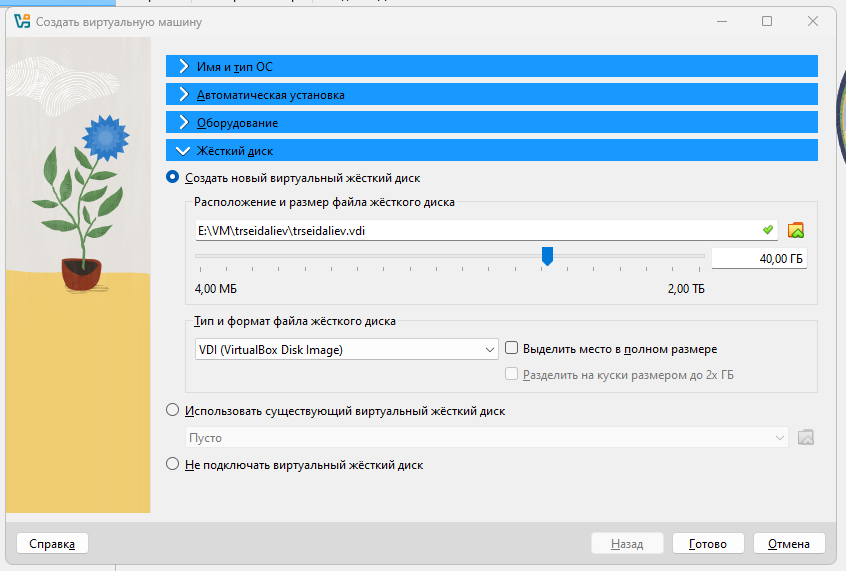 Создать виртуальную машину
Имя и тип ОС
Автоматическая установка
Оборудование
Жёсткий диск
Создать новый виртуальный жёсткий диск
Расположение и размер файла жёсткого диска
E:\VM\trseidaliev\trseidaliev.vdi
40,00 ГБ
4,00 МБ 2,00 ТБ
Тип и формат файла жёсткого диска
VDI (VirtualBox Disk Image) Выделить место в полном размере
Разделить на куски размером до 2х ГБ
Использовать существующий виртуальный жёсткий диск
Пусто
Не подключать виртуальный жёсткий диск
Справка Назад Готово Отмена